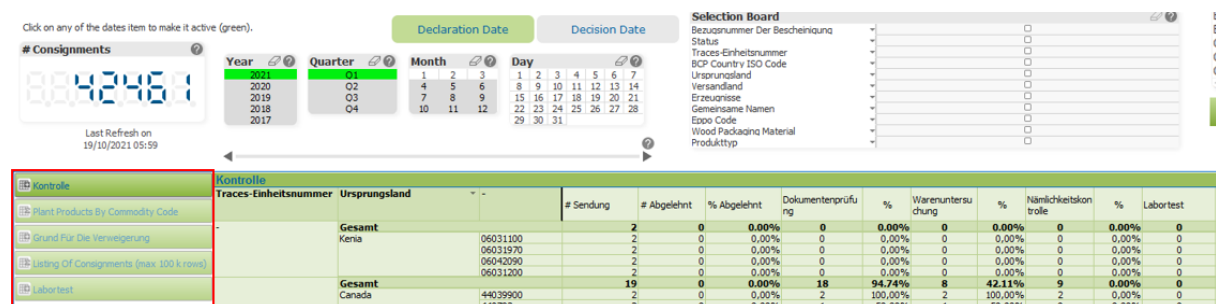 Click on any of the dates item to make it active (green).
Declaration Date
Decision Date
# Consignments
42461
Last Refresh on
19/10/2021 05:59
Year
2021
2020
2019
2018
2017
Quarter
Q1
Q2
Q3
Q4
Month
1 2 3
4 5 6
7 8 9
10 11 12
Day
1 2 3 4 5 6 7
8 9 10 11 12 13 14
15 16 17 18 19 20 21
22 23 24 25 26 27 28
29 30 31
Selection Board
Bezugsnummer Der Bescheinigung
Status
Traces-Einheitsnummer
BCP Country ISO Code
Ursprungsland
Versandland
Erzeugnisse
Gemeinsame Namen
Eppo Code
Wood Packaging Material
Produkttyp
Kontrolle
Plant Products By Commodity Code
Grund Für Die Verweigerung
Listing Of Consignments (max 100 k rows)
Labortest
Kontrolle
Traces-Einheitsnummer Ursprungsland - # Sendung # Abgelehnt % Abgelehnt Dokumentenprüfu ng % Warenuntersu chung % Nämlichkeitskon trolle % Labortest
- Gesamt 2 0 0.00% 0 0.00% 0 0.00% 0 0.00% 0
Kenia 06031100 2 0 0,00% 0 0,00% 0 0,00% 0 0,00% 0
06031970 2 0 0,00% 0 0,00% 0 0,00% 0 0,00% 0
06042090 2 0 0,00% 0 0,00% 0 0,00% 0 0,00% 0
06031200 2 0 0,00% 0 0,00% 0 0,00% 0 0,00% 0
Gesamt 19 0 0.00% 18 94.74% 8 42.11% 9 0.00% 0
Canada 44039900 2 0 0,00% 2 100,00% 2 100,00% 2 0,00% 0